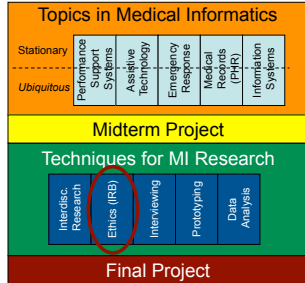 Topics in Medical Informatics
Stationary
Ubiquitous
Performance
Support
Systems
Assistive
Technology
Emergency
Response
Medical
Records
(PHR)
Information
Systems
Midterm Project
Techniques for MI Research
Interdisc.
Research
Ethics (IRB)
Interviewing
Prototyping
Data
Analysis
Final Project